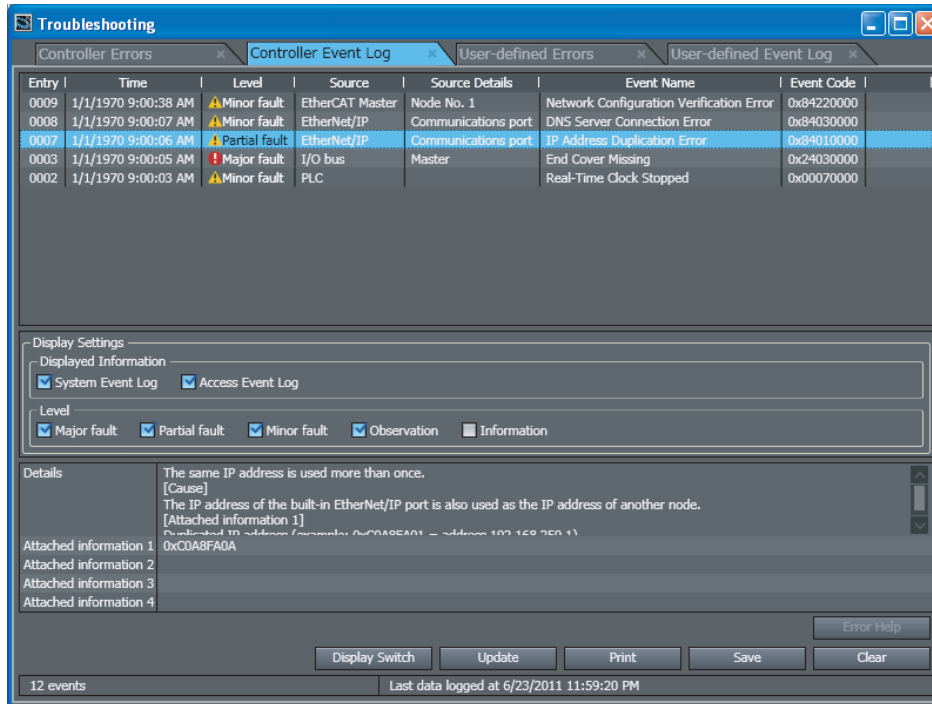 Troubleshooting
Controller Errors Controller Event Log User-defined Errors User-defined Event Log
Entry Time Level Source Source Details Event Name Event Code
0009 1/1/1970 9:00:38 AM Minor fault EtherCAT Master Node No. 1 Network Configuration Verification Error 0x84220000
0008 1/1/1970 9:00:07 AM Minor fault EtherNet/IP Communications port DNS Server Connection Error 0x84030000
0007 1/1/1970 9:00:06 AM Partial fault EtherNet/IP Communications port IP Address Duplication Error 0x84010000
0003 1/1/1970 9:00:05 AM Major fault I/O bus Master End Cover Missing 0x24030000
0002 1/1/1970 9:00:03 AM Minor fault PLC Real-Time Clock Stopped 0x00070000
Display Settings
Displayed Information
System Event Log Access Event Log
Level
Major fault Partial fault Minor fault Observation Information
Details The same IP address is used more than once.
[Cause]
The IP address of the built-in EtherNet/IP port is also used as the IP address of another node.
[Attached information 1]
Duplicated IP address (example: 0xC0A8FA01 = address 192.168.250.1)
Attached information 1 0xC0A8FA0A
Attached information 2
Attached information 3
Attached information 4
Error Help
Display Switch Update Print Save Clear
12 events Last data logged at 6/23/2011 11:59:20 PM